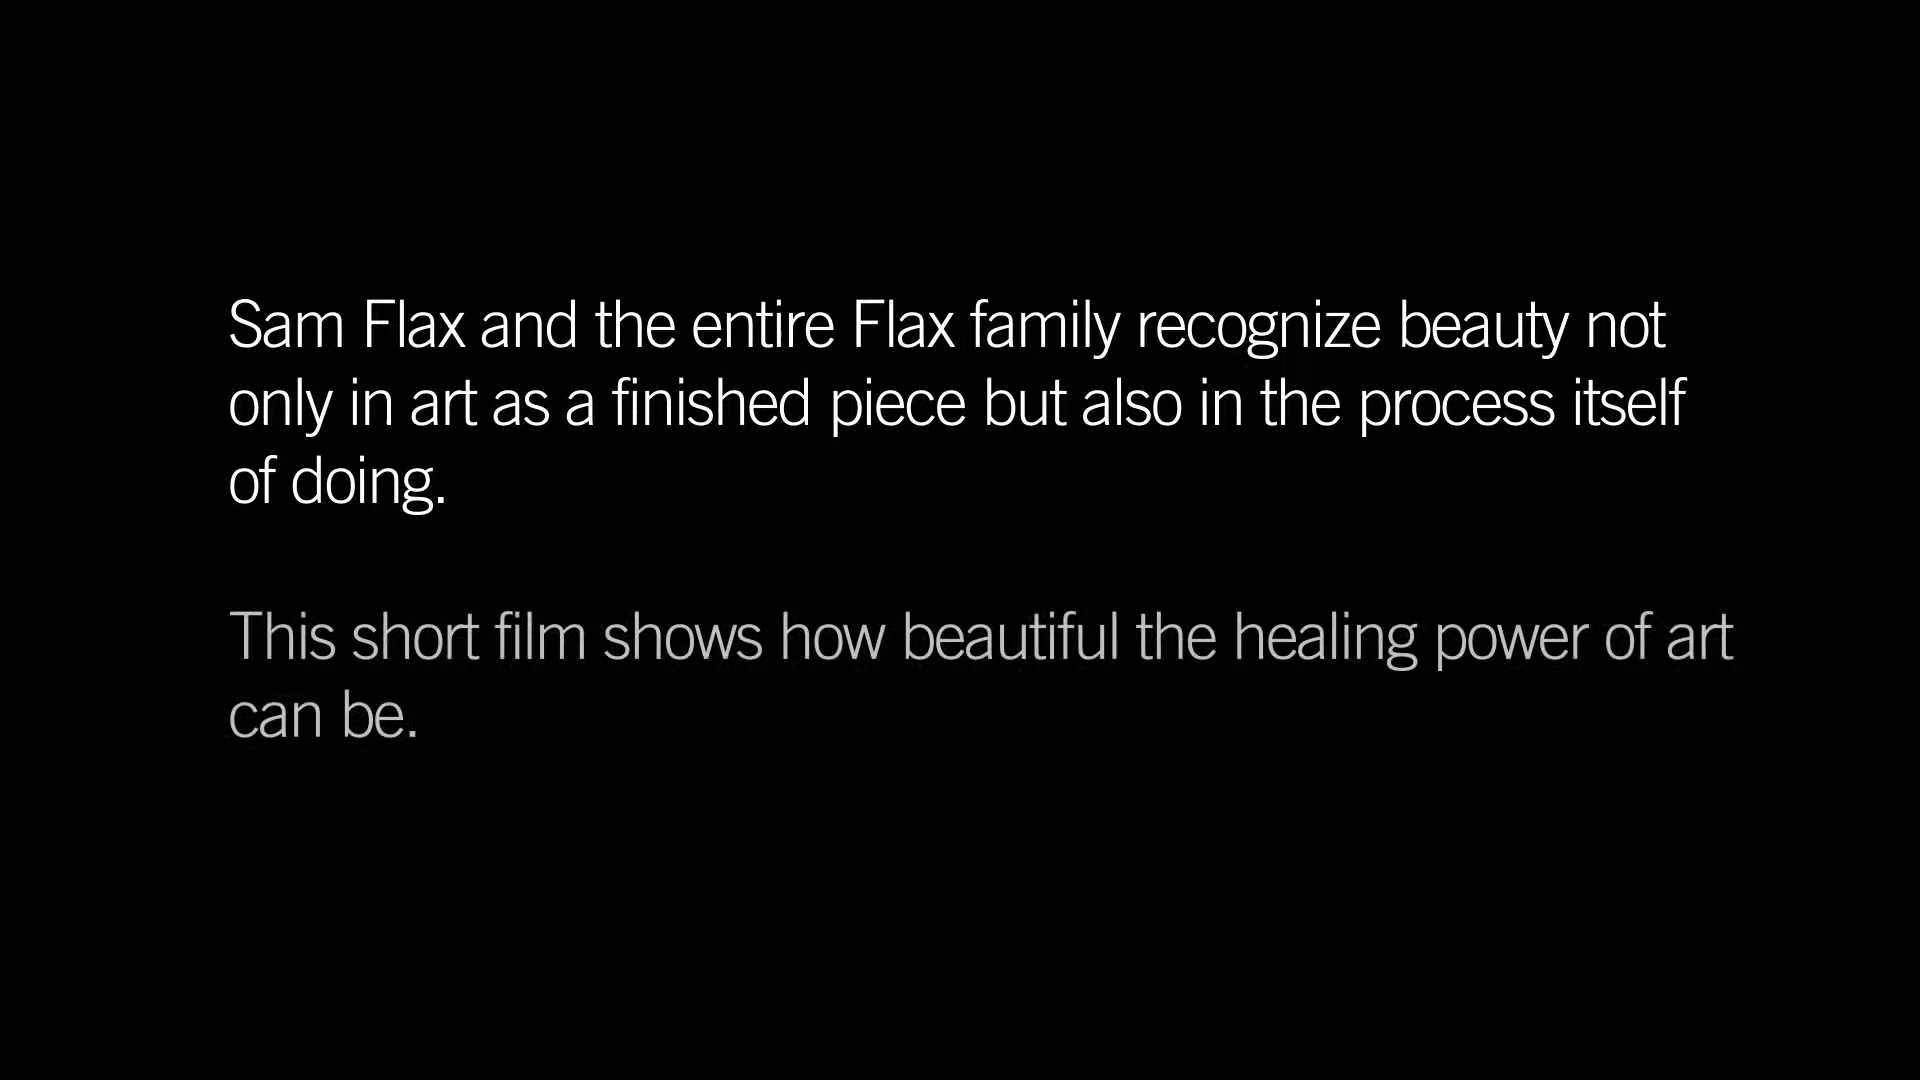 Sam Flax and the entire Flax family recognize beauty not
only in art as a finished piece but also in the process itself
of doing.
This short film shows how beautiful the healing power of art
can be.